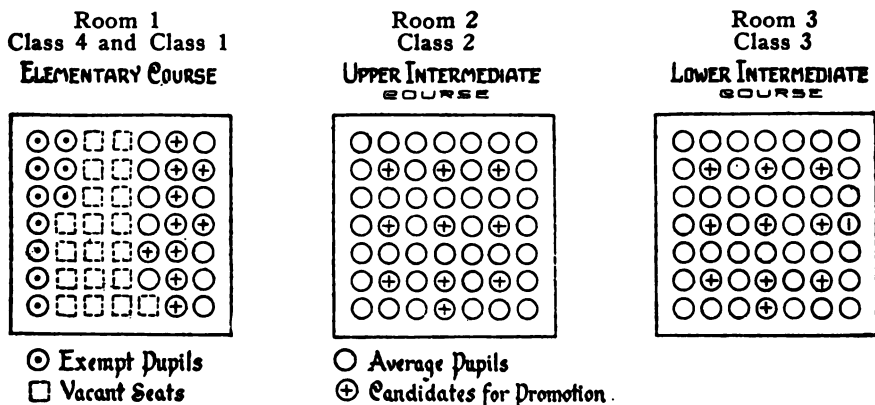 Room 1
Class 4 and Class 1
ELEMENTARY COURSE
Room 2
Class 2
UPPER INTERMEDIATE
COURSE
Room 3
Class 3
LOWER INTERMEDIATE
COURSE
Exempt Pupils
Vacant Seats
Average Pupils
Candidates for Promotion.